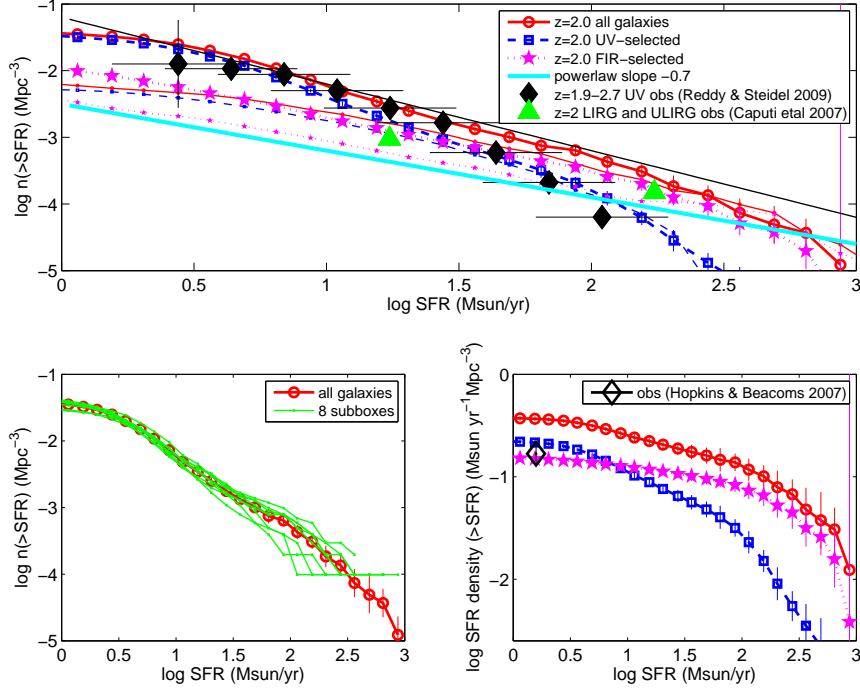 −1
−2
−3
−4
−5
log n(>SFR) (Mpc⁻³)
0
0.5
1
1.5
2
2.5
3
log SFR (Msun/yr)
z=2.0 all galaxies
z=2.0 UV−selected
z=2.0 FIR−selected
powerlaw slope −0.7
z=1.9−2.7 UV obs (Reddy & Steidel 2009)
z=2 LIRG and ULIRG obs (Caputi etal 2007)
−1
−2
−3
−4
−5
log n(>SFR) (Mpc⁻³)
0
0.5
1
1.5
2
2.5
3
log SFR (Msun/yr)
all galaxies
8 subboxes
0
−1
−2
log SFR density (>SFR) (Msun yr⁻¹Mpc⁻³)
0
0.5
1
1.5
2
2.5
3
log SFR (Msun/yr)
obs (Hopkins & Beacoms 2007)